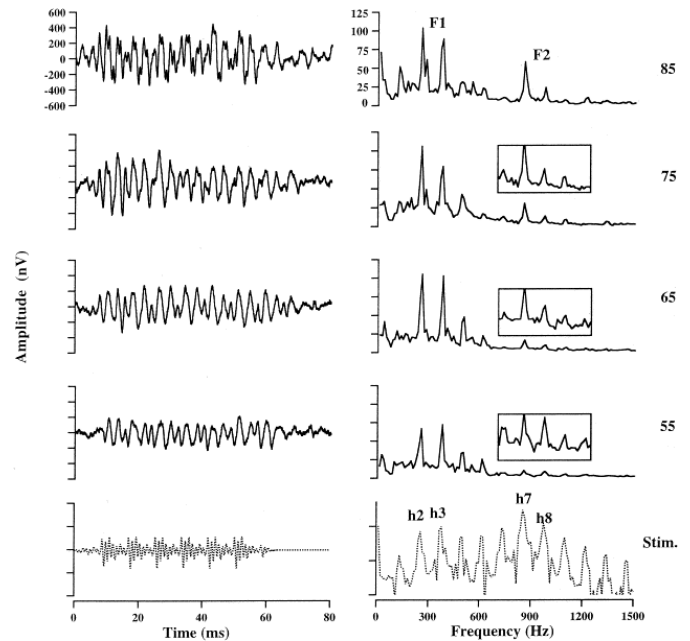 600
400
200
0
-200
-400
-600
125
100
75
50
25
0
F1
F2
85
75
65
55
Amplitude (nV)
h2
h3
h7
h8
Stim.
0 20 40 60 80
Time (ms)
0 300 600 900 1200 1500
Frequency (Hz)